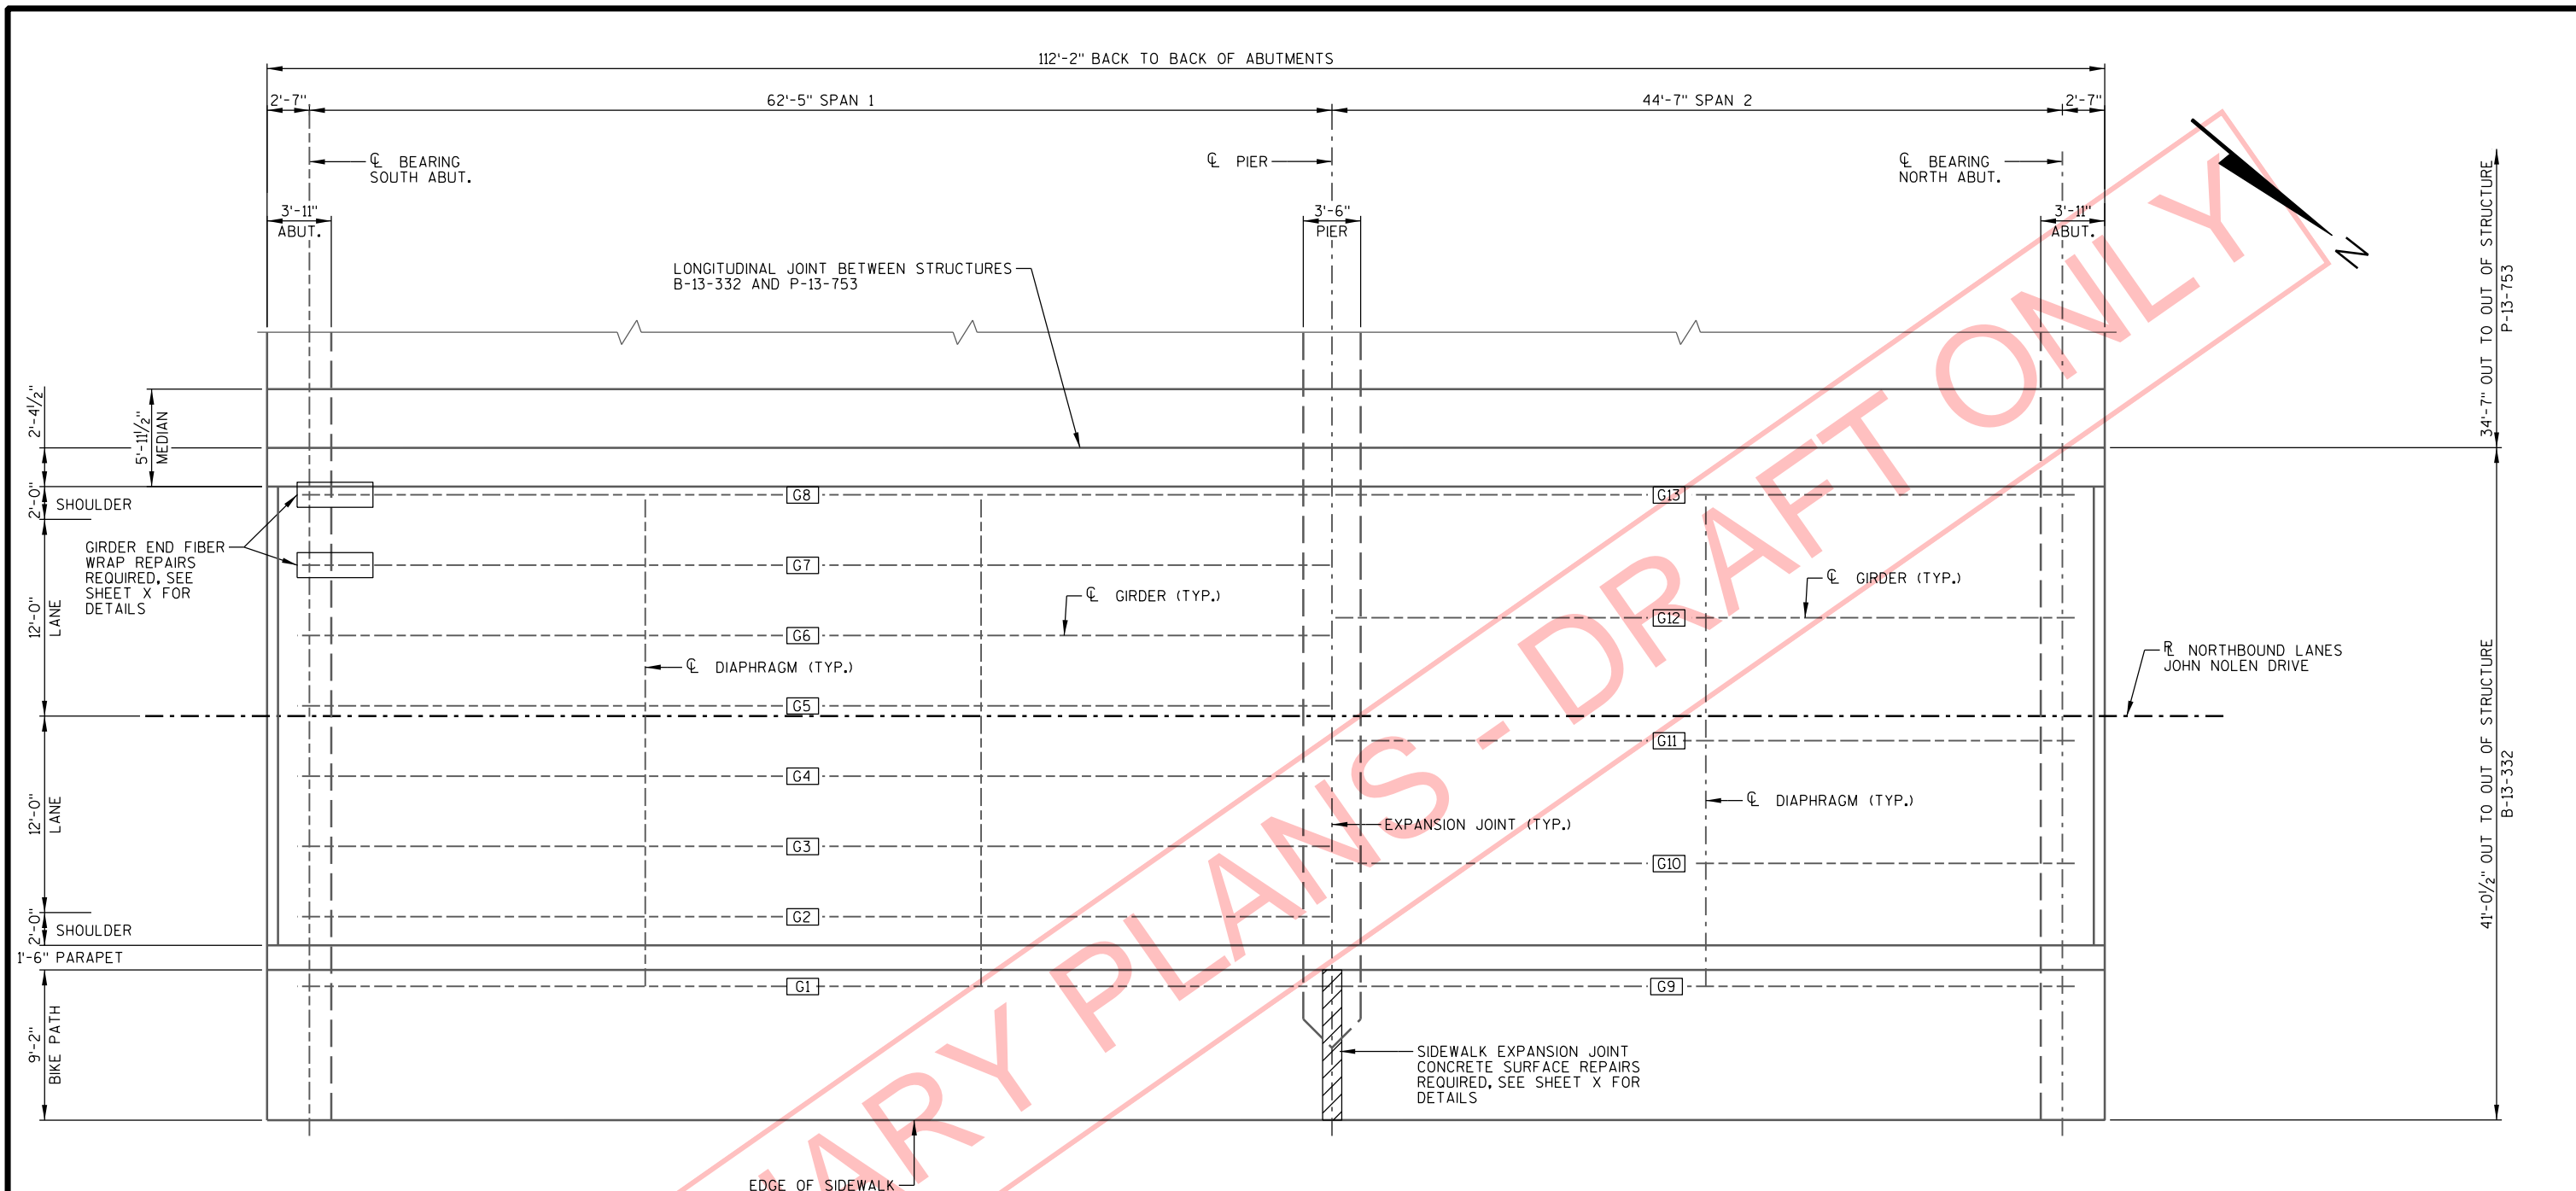 112'-2" BACK TO BACK OF ABUTMENTS
2'-7"
62'-5" SPAN 1
44'-7" SPAN 2
2'-7"
℄ BEARING
SOUTH ABUT.
℄ PIER
℄ BEARING
NORTH ABUT.
3'-11"
ABUT.
3'-6"
PIER
3'-11"
ABUT.
N
34'-7" OUT TO OUT OF STRUCTURE
P-13-753
LONGITUDINAL JOINT BETWEEN STRUCTURES
B-13-332 AND P-13-753
2'-4½"
5'-11½"
MEDIAN
2'-0"
SHOULDER
G8
G13
GIRDER END FIBER
WRAP REPAIRS
REQUIRED, SEE
SHEET X FOR
DETAILS
12'-0"
LANE
G7
℄ GIRDER (TYP.)
℄ GIRDER (TYP.)
G6
G12
℄ DIAPHRAGM (TYP.)
G5
G11
℞ NORTHBOUND LANES
JOHN NOLEN DRIVE
41'-0½" OUT TO OUT OF STRUCTURE
B-13-332
12'-0"
LANE
G4
℄ DIAPHRAGM (TYP.)
EXPANSION JOINT (TYP.)
G3
G10
G2
2'-0"
SHOULDER
1'-6" PARAPET
G1
G9
9'-2"
BIKE PATH
SIDEWALK EXPANSION JOINT
CONCRETE SURFACE REPAIRS
REQUIRED, SEE SHEET X FOR
DETAILS
EDGE OF SIDEWALK
ARY PLANS - DRAFT ONLY